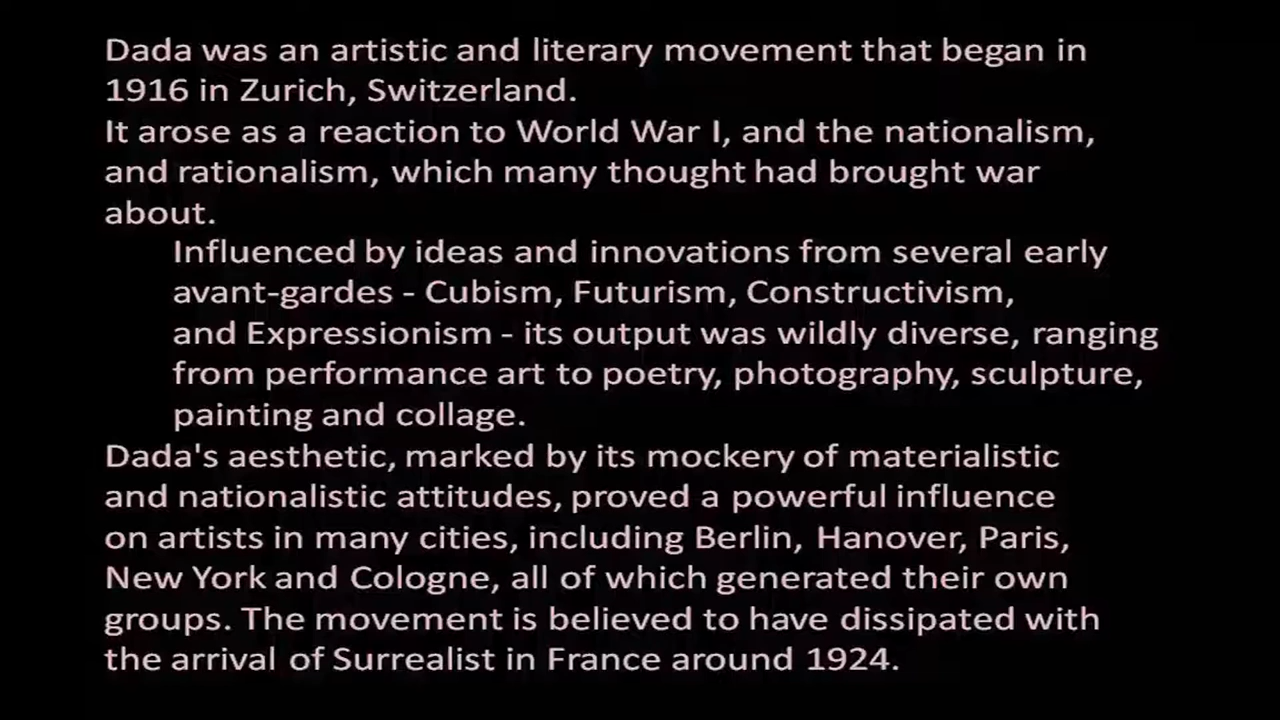 Dada was an artistic and literary movement that began in
1916 in Zurich, Switzerland.
It arose as a reaction to World War I, and the nationalism,
and rationalism, which many thought had brought war
about.
Influenced by ideas and innovations from several early
avant-gardes - Cubism, Futurism, Constructivism,
and Expressionism - its output was wildly diverse, ranging
from performance art to poetry, photography, sculpture,
painting and collage.
Dada's aesthetic, marked by its mockery of materialistic
and nationalistic attitudes, proved a powerful influence
on artists in many cities, including Berlin, Hanover, Paris,
New York and Cologne, all of which generated their own
groups. The movement is believed to have dissipated with
the arrival of Surrealist in France around 1924.